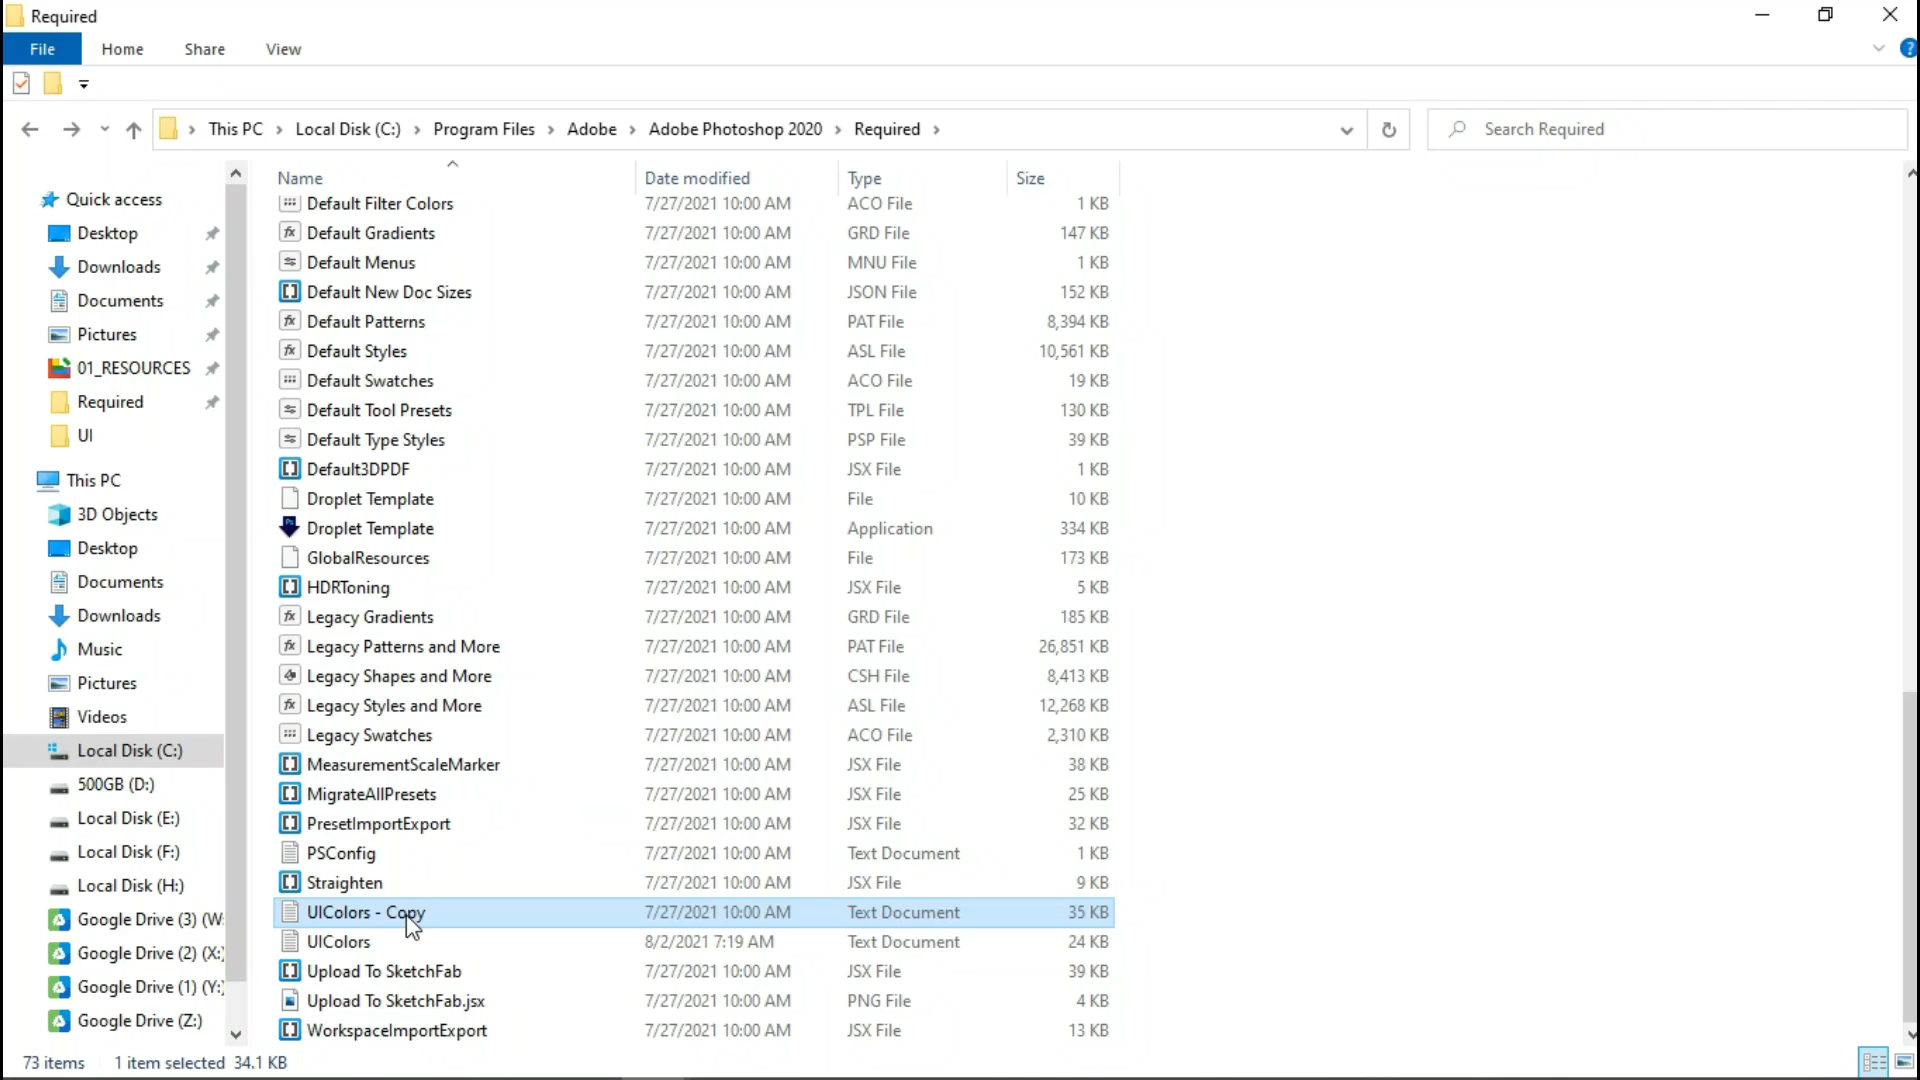 Required
File Home Share View
This PC Local Disk (C:) Program Files Adobe Adobe Photoshop 2020 Required Search Required
Quick access
Desktop
Downloads
Documents
Pictures
01_RESOURCES
Required
UI
This PC
3D Objects
Desktop
Documents
Downloads
Music
Pictures
Videos
Local Disk (C:)
500GB (D:)
Local Disk (E:)
Local Disk (F:)
Local Disk (H:)
Google Drive (3) (W:
Google Drive (2) (X:)
Google Drive (1) (Y:)
Google Drive (Z:)
Name Date modified Type Size
Default Filter Colors 7/27/2021 10:00 AM ACO File 1 KB
Default Gradients 7/27/2021 10:00 AM GRD File 147 KB
Default Menus 7/27/2021 10:00 AM MNU File 1 KB
Default New Doc Sizes 7/27/2021 10:00 AM JSON File 152 KB
Default Patterns 7/27/2021 10:00 AM PAT File 8,394 KB
Default Styles 7/27/2021 10:00 AM ASL File 10,561 KB
Default Swatches 7/27/2021 10:00 AM ACO File 19 KB
Default Tool Presets 7/27/2021 10:00 AM TPL File 130 KB
Default Type Styles 7/27/2021 10:00 AM PSP File 39 KB
Default3DPDF 7/27/2021 10:00 AM JSX File 1 KB
Droplet Template 7/27/2021 10:00 AM File 10 KB
Droplet Template 7/27/2021 10:00 AM Application 334 KB
GlobalResources 7/27/2021 10:00 AM File 173 KB
HDRToning 7/27/2021 10:00 AM JSX File 5 KB
Legacy Gradients 7/27/2021 10:00 AM GRD File 185 KB
Legacy Patterns and More 7/27/2021 10:00 AM PAT File 26,851 KB
Legacy Shapes and More 7/27/2021 10:00 AM CSH File 8,413 KB
Legacy Styles and More 7/27/2021 10:00 AM ASL File 12,268 KB
Legacy Swatches 7/27/2021 10:00 AM ACO File 2,310 KB
MeasurementScaleMarker 7/27/2021 10:00 AM JSX File 38 KB
MigrateAllPresets 7/27/2021 10:00 AM JSX File 25 KB
PresetImportExport 7/27/2021 10:00 AM JSX File 32 KB
PSConfig 7/27/2021 10:00 AM Text Document 1 KB
Straighten 7/27/2021 10:00 AM JSX File 9 KB
UIColors - Copy 7/27/2021 10:00 AM Text Document 35 KB
UIColors 8/2/2021 7:19 AM Text Document 24 KB
Upload To SketchFab 7/27/2021 10:00 AM JSX File 39 KB
Upload To SketchFab.jsx 7/27/2021 10:00 AM PNG File 4 KB
WorkspaceImportExport 7/27/2021 10:00 AM JSX File 13 KB
73 items 1 item selected 34.1 KB